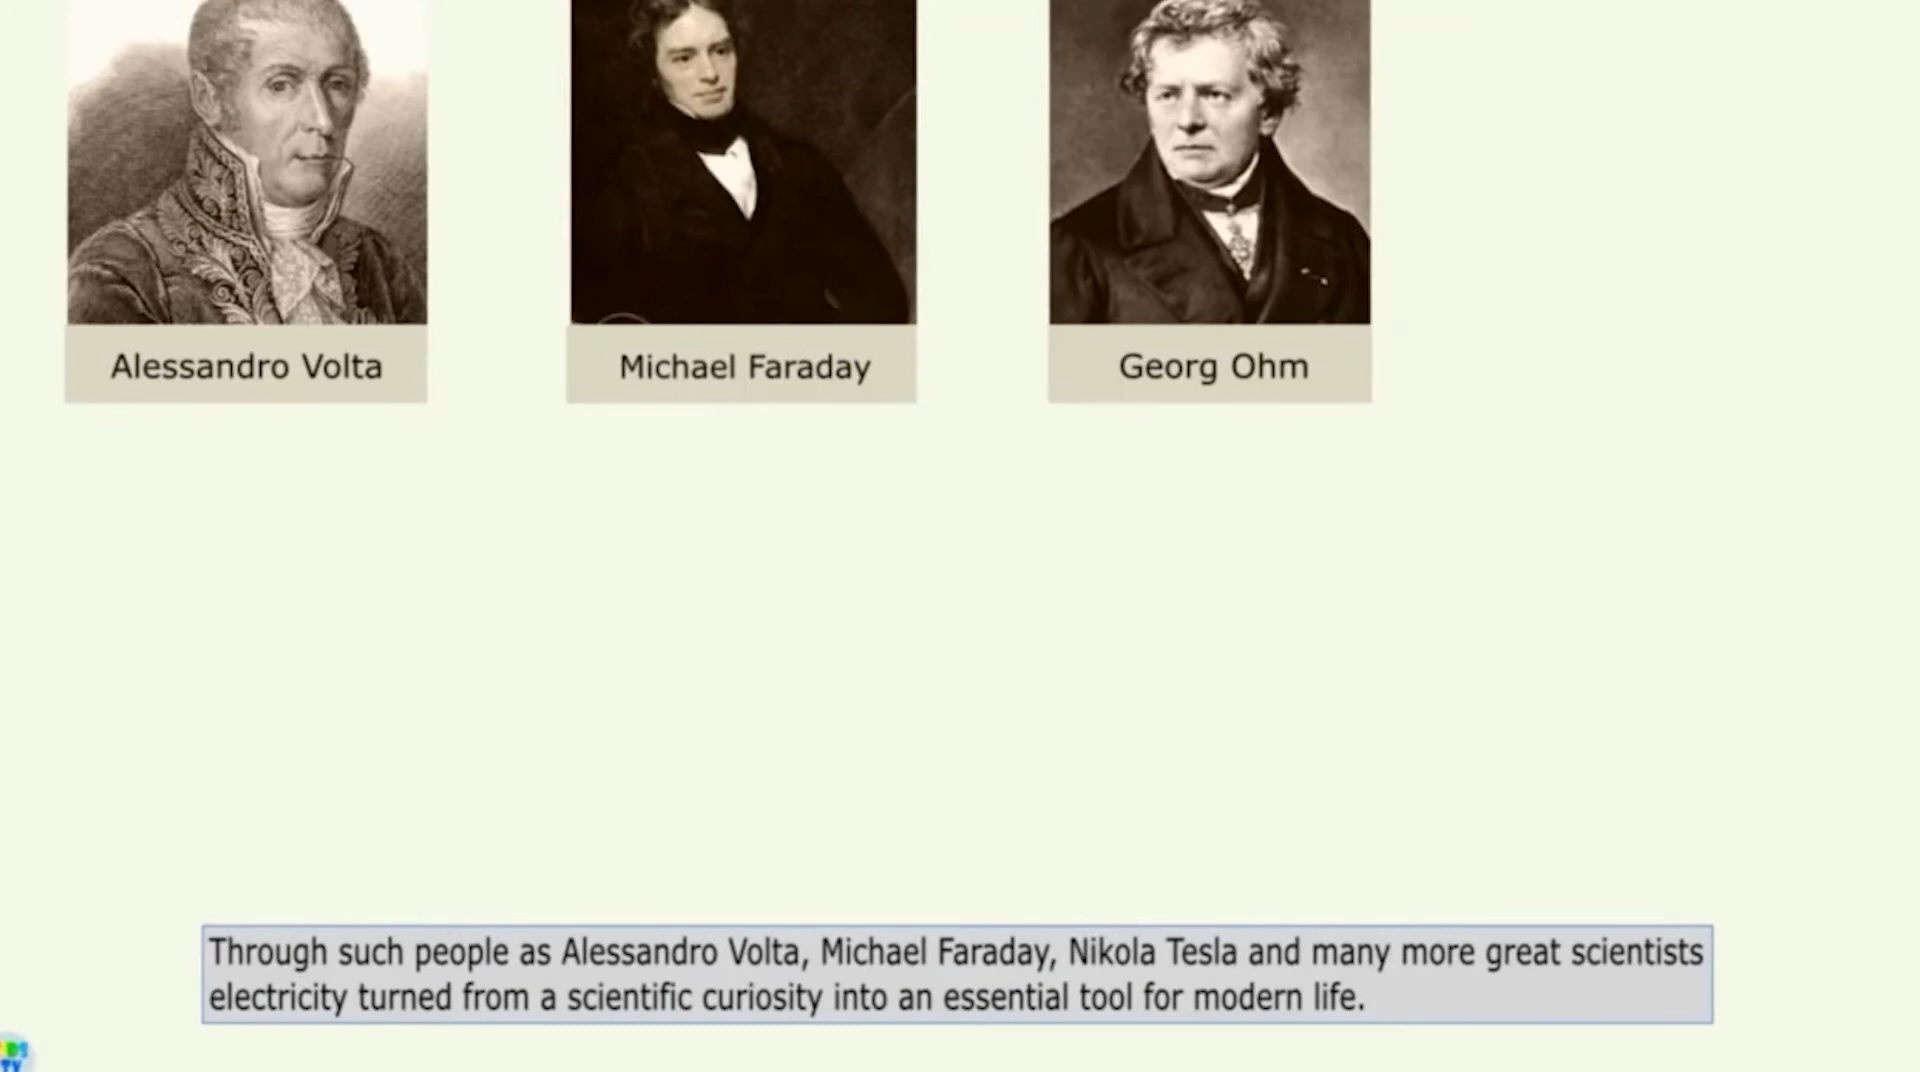 Alessandro Volta
Michael Faraday
Georg Ohm
Through such people as Alessandro Volta, Michael Faraday, Nikola Tesla and many more great scientists
electricity turned from a scientific curiosity into an essential tool for modern life.
TV